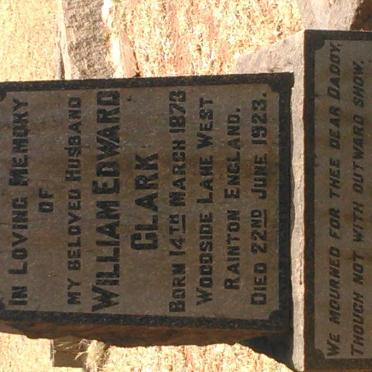 IN LOVING MEMORY
OF
MY BELOVED HUSBAND
WILLIAM EDWARD
CLARK
BORN 14TH MARCH 1873
WOODSIDE LANE WEST
RAINTON ENGLAND.
DIED 22ND JUNE 1923.
WE MOURNED FOR THEE DEAR DADDY.
THOUGH NOT WITH OUTWARD SHOW.